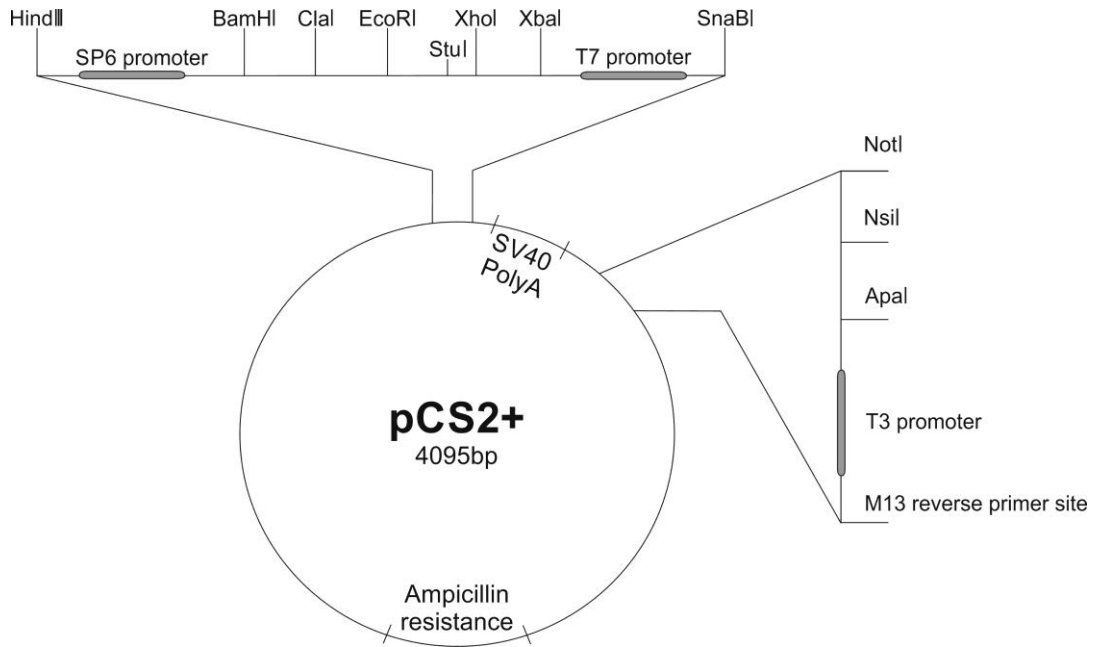 HindⅢ
BamHI
ClaI
EcoRI
XhoI
XbaI
SnaBI
StuI
SP6 promoter
T7 promoter
NotI
NsiI
ApaI
T3 promoter
M13 reverse primer site
SV40
PolyA
pCS2+
4095bp
Ampicillin
resistance